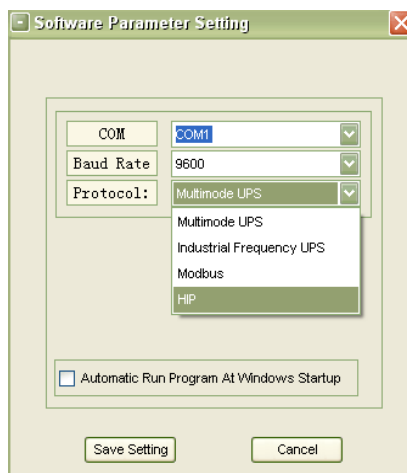 Software Parameter Setting
COM
COM1
Baud Rate
9600
Protocol:
Multimode UPS
Multimode UPS
Industrial Frequency UPS
Modbus
HIP
Automatic Run Program At Windows Startup
Save Setting
Cancel